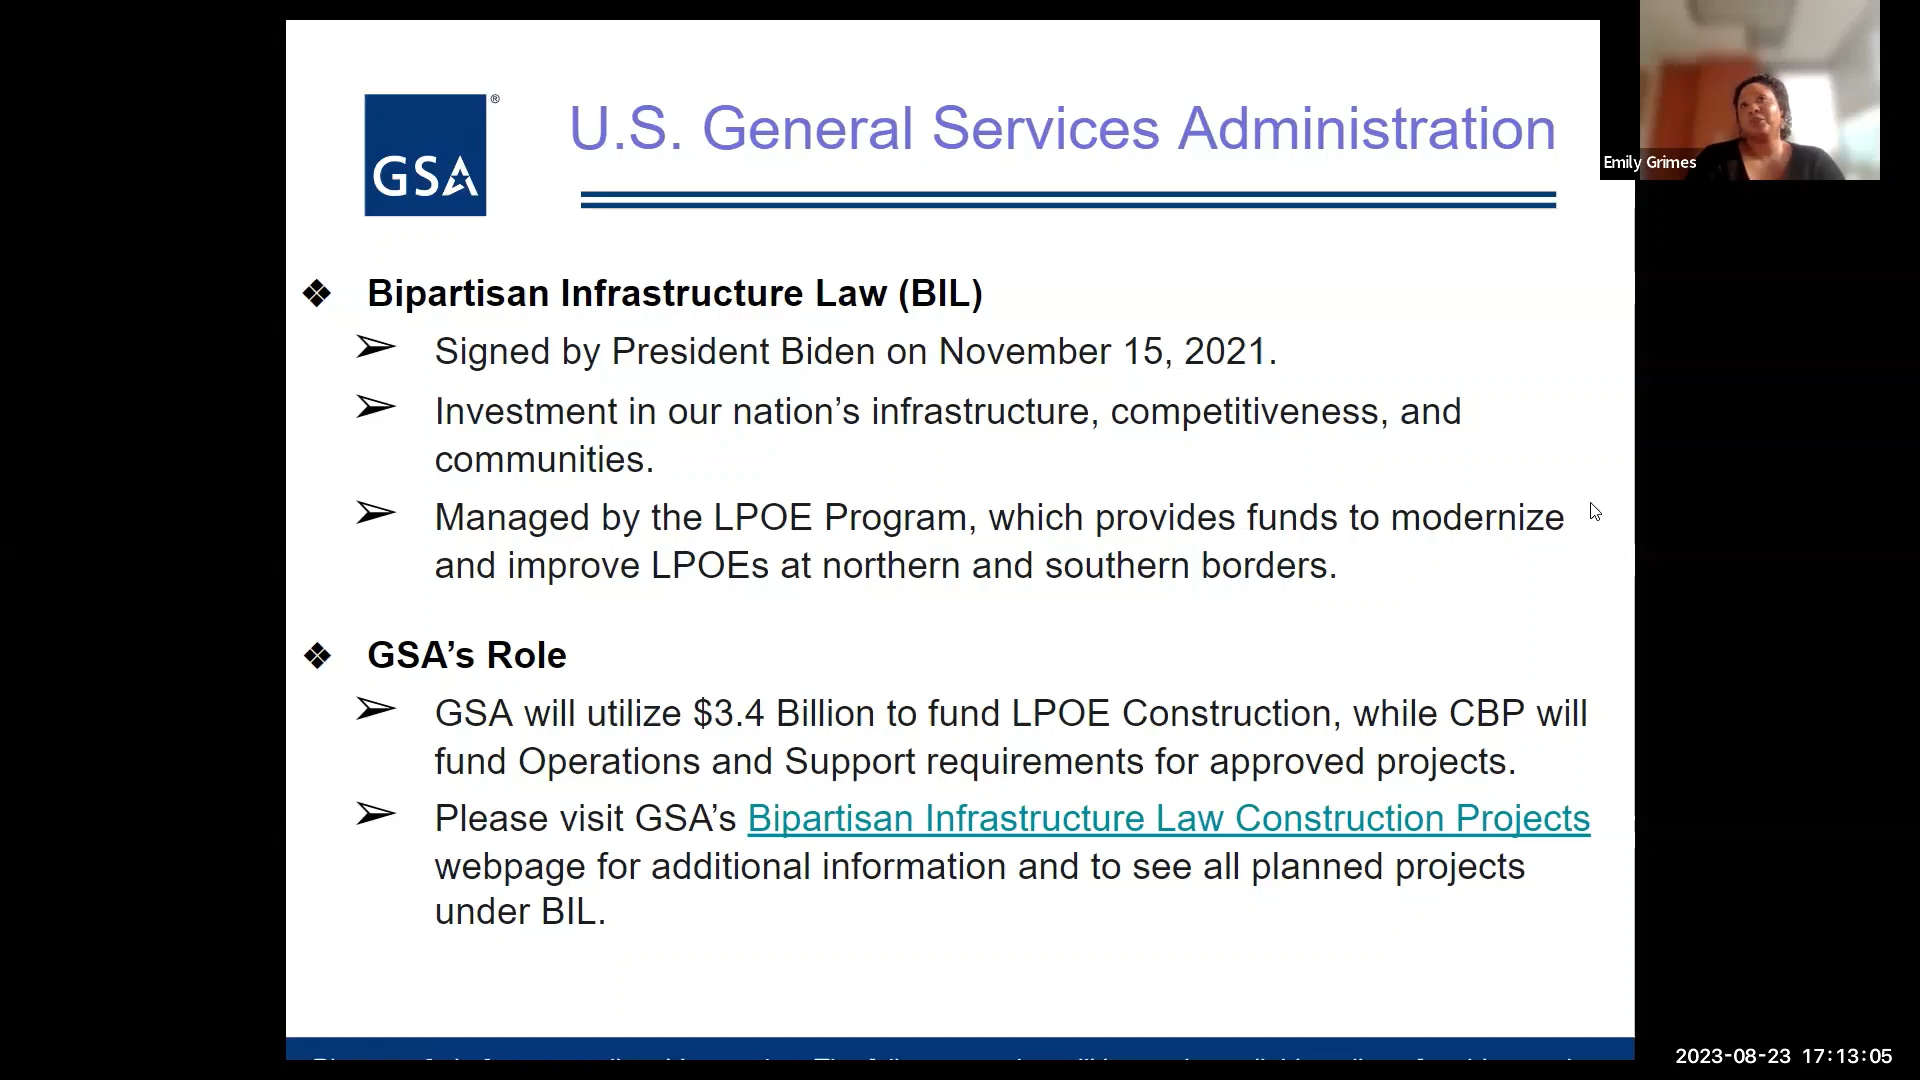 GSA®
U.S. General Services Administration
Emily Grimes
❖ Bipartisan Infrastructure Law (BIL)
➢ Signed by President Biden on November 15, 2021.
➢ Investment in our nation’s infrastructure, competitiveness, and
communities.
➢ Managed by the LPOE Program, which provides funds to modernize
and improve LPOEs at northern and southern borders.
❖ GSA’s Role
➢ GSA will utilize $3.4 Billion to fund LPOE Construction, while CBP will
fund Operations and Support requirements for approved projects.
➢ Please visit GSA’s Bipartisan Infrastructure Law Construction Projects
webpage for additional information and to see all planned projects
under BIL.
2023-08-23 17:13:05